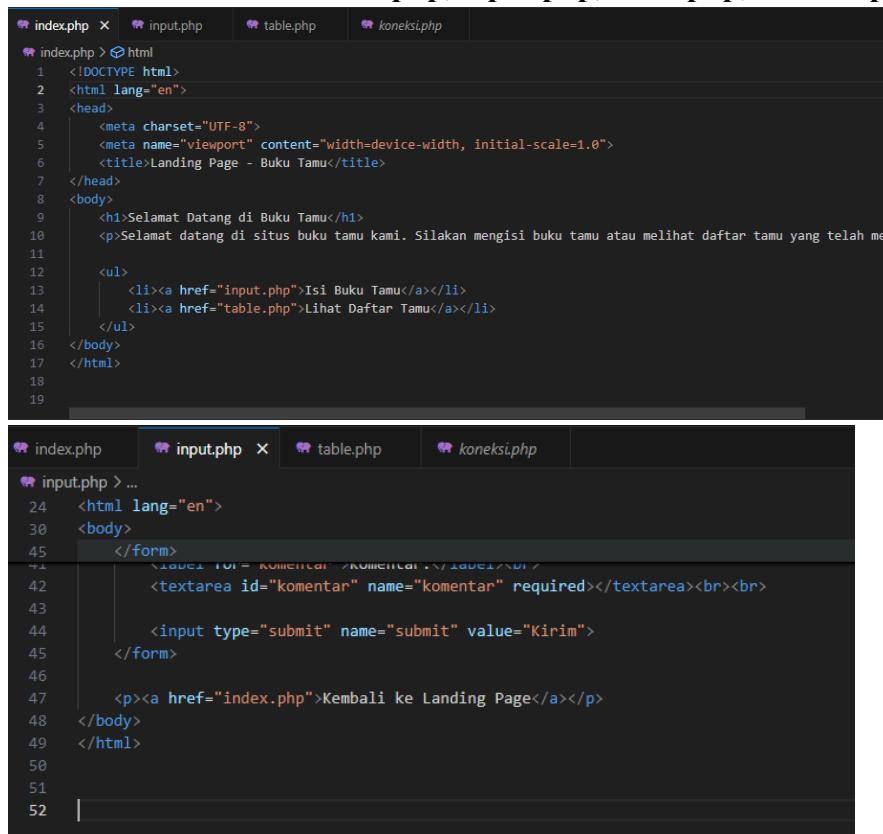 index.php × input.php table.php koneksi.php
index.php > html
1 <!DOCTYPE html>
2 <html lang="en">
3 <head>
4 <meta charset="UTF-8">
5 <meta name="viewport" content="width=device-width, initial-scale=1.0">
6 <title>Landing Page - Buku Tamu</title>
7 </head>
8 <body>
9 <h1>Selamat Datang di Buku Tamu</h1>
10 <p>Selamat datang di situs buku tamu kami. Silakan mengisi buku tamu atau melihat daftar tamu yang telah me
11
12 <ul>
13 <li><a href="input.php">Isi Buku Tamu</a></li>
14 <li><a href="table.php">Lihat Daftar Tamu</a></li>
15 </ul>
16 </body>
17 </html>
18
19
index.php input.php × table.php koneksi.php
input.php > ...
24 <html lang="en">
30 <body>
45 </form>
41 <label for="komentar">Komentar:</label><br>
42 <textarea id="komentar" name="komentar" required></textarea><br><br>
43
44 <input type="submit" name="submit" value="Kirim">
45 </form>
46
47 <p><a href="index.php">Kembali ke Landing Page</a></p>
48 </body>
49 </html>
50
51
52